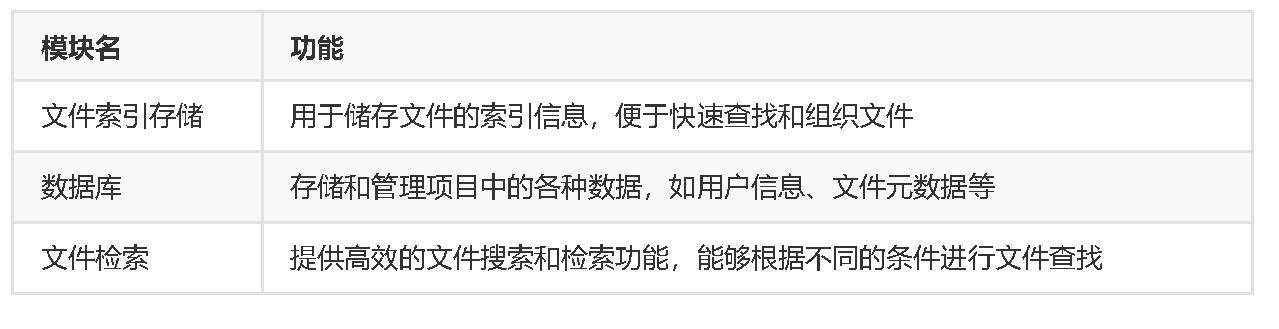 模块名 功能
文件索引存储 用于储存文件的索引信息，便于快速查找和组织文件
数据库 存储和管理项目中的各种数据，如用户信息、文件元数据等
文件检索 提供高效的文件搜索和检索功能，能够根据不同的条件进行文件查找